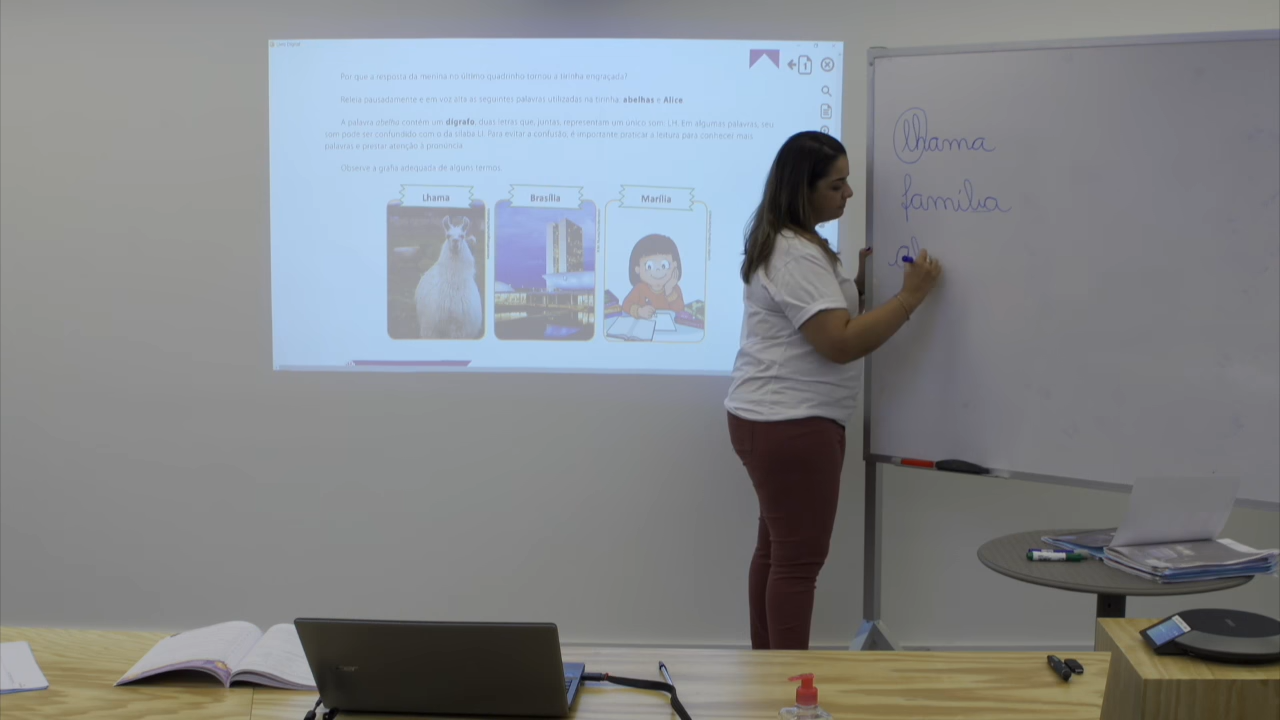 Por que a resposta da menina no último quadrinho tornou a tirinha engraçada?
Releia pausadamente e em voz alta as seguintes palavras utilizadas na tirinha: abelhas e Alice.
A palavra abelha contém um dígrafo, duas letras que, juntas, representam um único som: LH. Em algumas palavras, seu
som pode ser confundido com o da sílaba LI. Para evitar a confusão, é importante praticar a leitura para conhecer mais
palavras e prestar atenção à pronúncia.
Observe a grafia adequada de alguns termos.
Lhama
Brasília
Marília
lhama
família